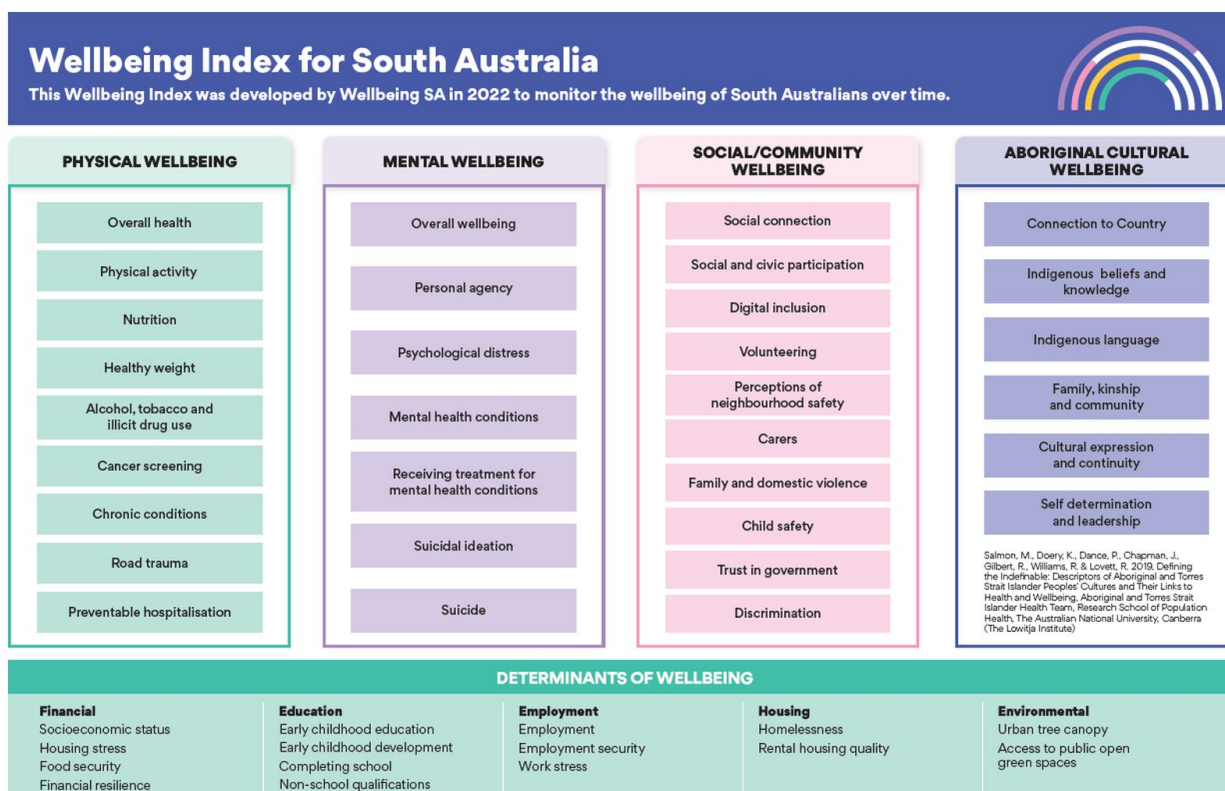 Wellbeing Index for South Australia
This Wellbeing Index was developed by Wellbeing SA in 2022 to monitor the wellbeing of South Australians over time.
PHYSICAL WELLBEING
Overall health
Physical activity
Nutrition
Healthy weight
Alcohol, tobacco and
illicit drug use
Cancer screening
Chronic conditions
Road trauma
Preventable hospitalisation
MENTAL WELLBEING
Overall wellbeing
Personal agency
Psychological distress
Mental health conditions
Receiving treatment for
mental health conditions
Suicidal ideation
Suicide
SOCIAL/COMMUNITY
WELLBEING
Social connection
Social and civic participation
Digital inclusion
Volunteering
Perceptions of
neighbourhood safety
Carers
Family and domestic violence
Child safety
Trust in government
Discrimination
ABORIGINAL CULTURAL
WELLBEING
Connection to Country
Indigenous beliefs and
knowledge
Indigenous language
Family, kinship
and community
Cultural expression
and continuity
Self determination
and leadership
Salmon, M., Doery, K., Dance, P., Chapman, J.,
Gilbert, R., Williams, R. & Lovett, R. 2019, Defining
the Indefinable: Descriptors of Aboriginal and Torres
Strait Islander Peoples' Cultures and Their Links to
Health and Wellbeing, Aboriginal and Torres Strait
Islander Health Team, Research School of Population
Health, The Australian National University, Canberra
(The Lowitja Institute)
DETERMINANTS OF WELLBEING
Financial
Socioeconomic status
Housing stress
Food security
Financial resilience
Education
Early childhood education
Early childhood development
Completing school
Non-school qualifications
Employment
Employment
Employment security
Work stress
Housing
Homelessness
Rental housing quality
Environmental
Urban tree canopy
Access to public open
green spaces